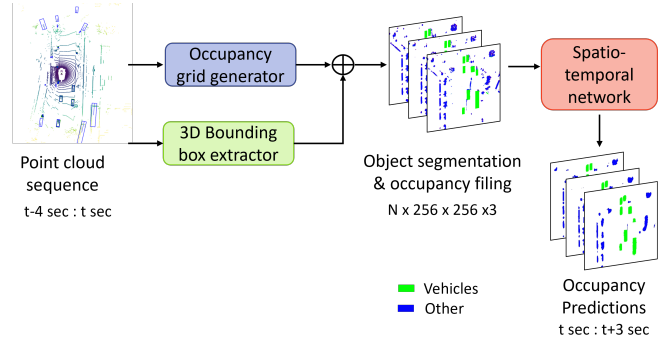 Occupancy
grid generator
3D Bounding
box extractor
Point cloud
sequence
t-4 sec : t sec
Object segmentation
& occupancy filing
N x 256 x 256 x3
Spatio-
temporal
network
Vehicles
Other
Occupancy
Predictions
t sec : t+3 sec